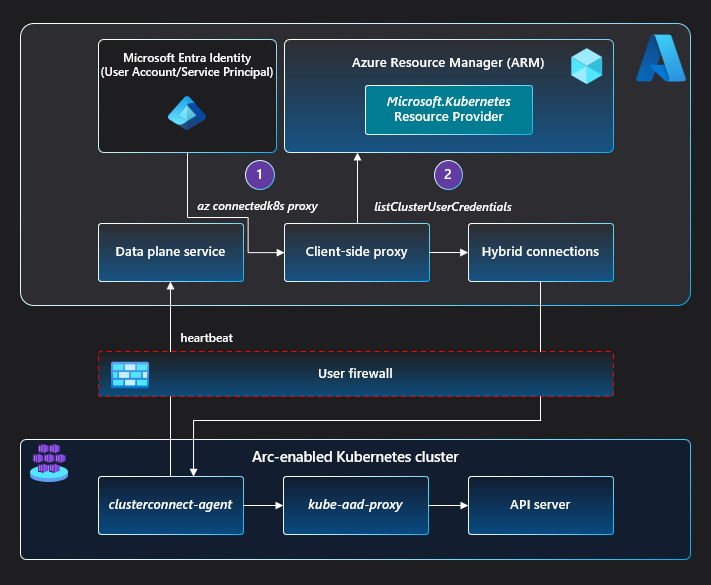 Microsoft Entra Identity
(User Account/Service Principal)
Azure Resource Manager (ARM)
Microsoft.Kubernetes
Resource Provider
1
2
az connectedk8s proxy
listClusterUserCredentials
Data plane service
Client-side proxy
Hybrid connections
heartbeat
User firewall
Arc-enabled Kubernetes cluster
clusterconnect-agent
kube-aad-proxy
API server